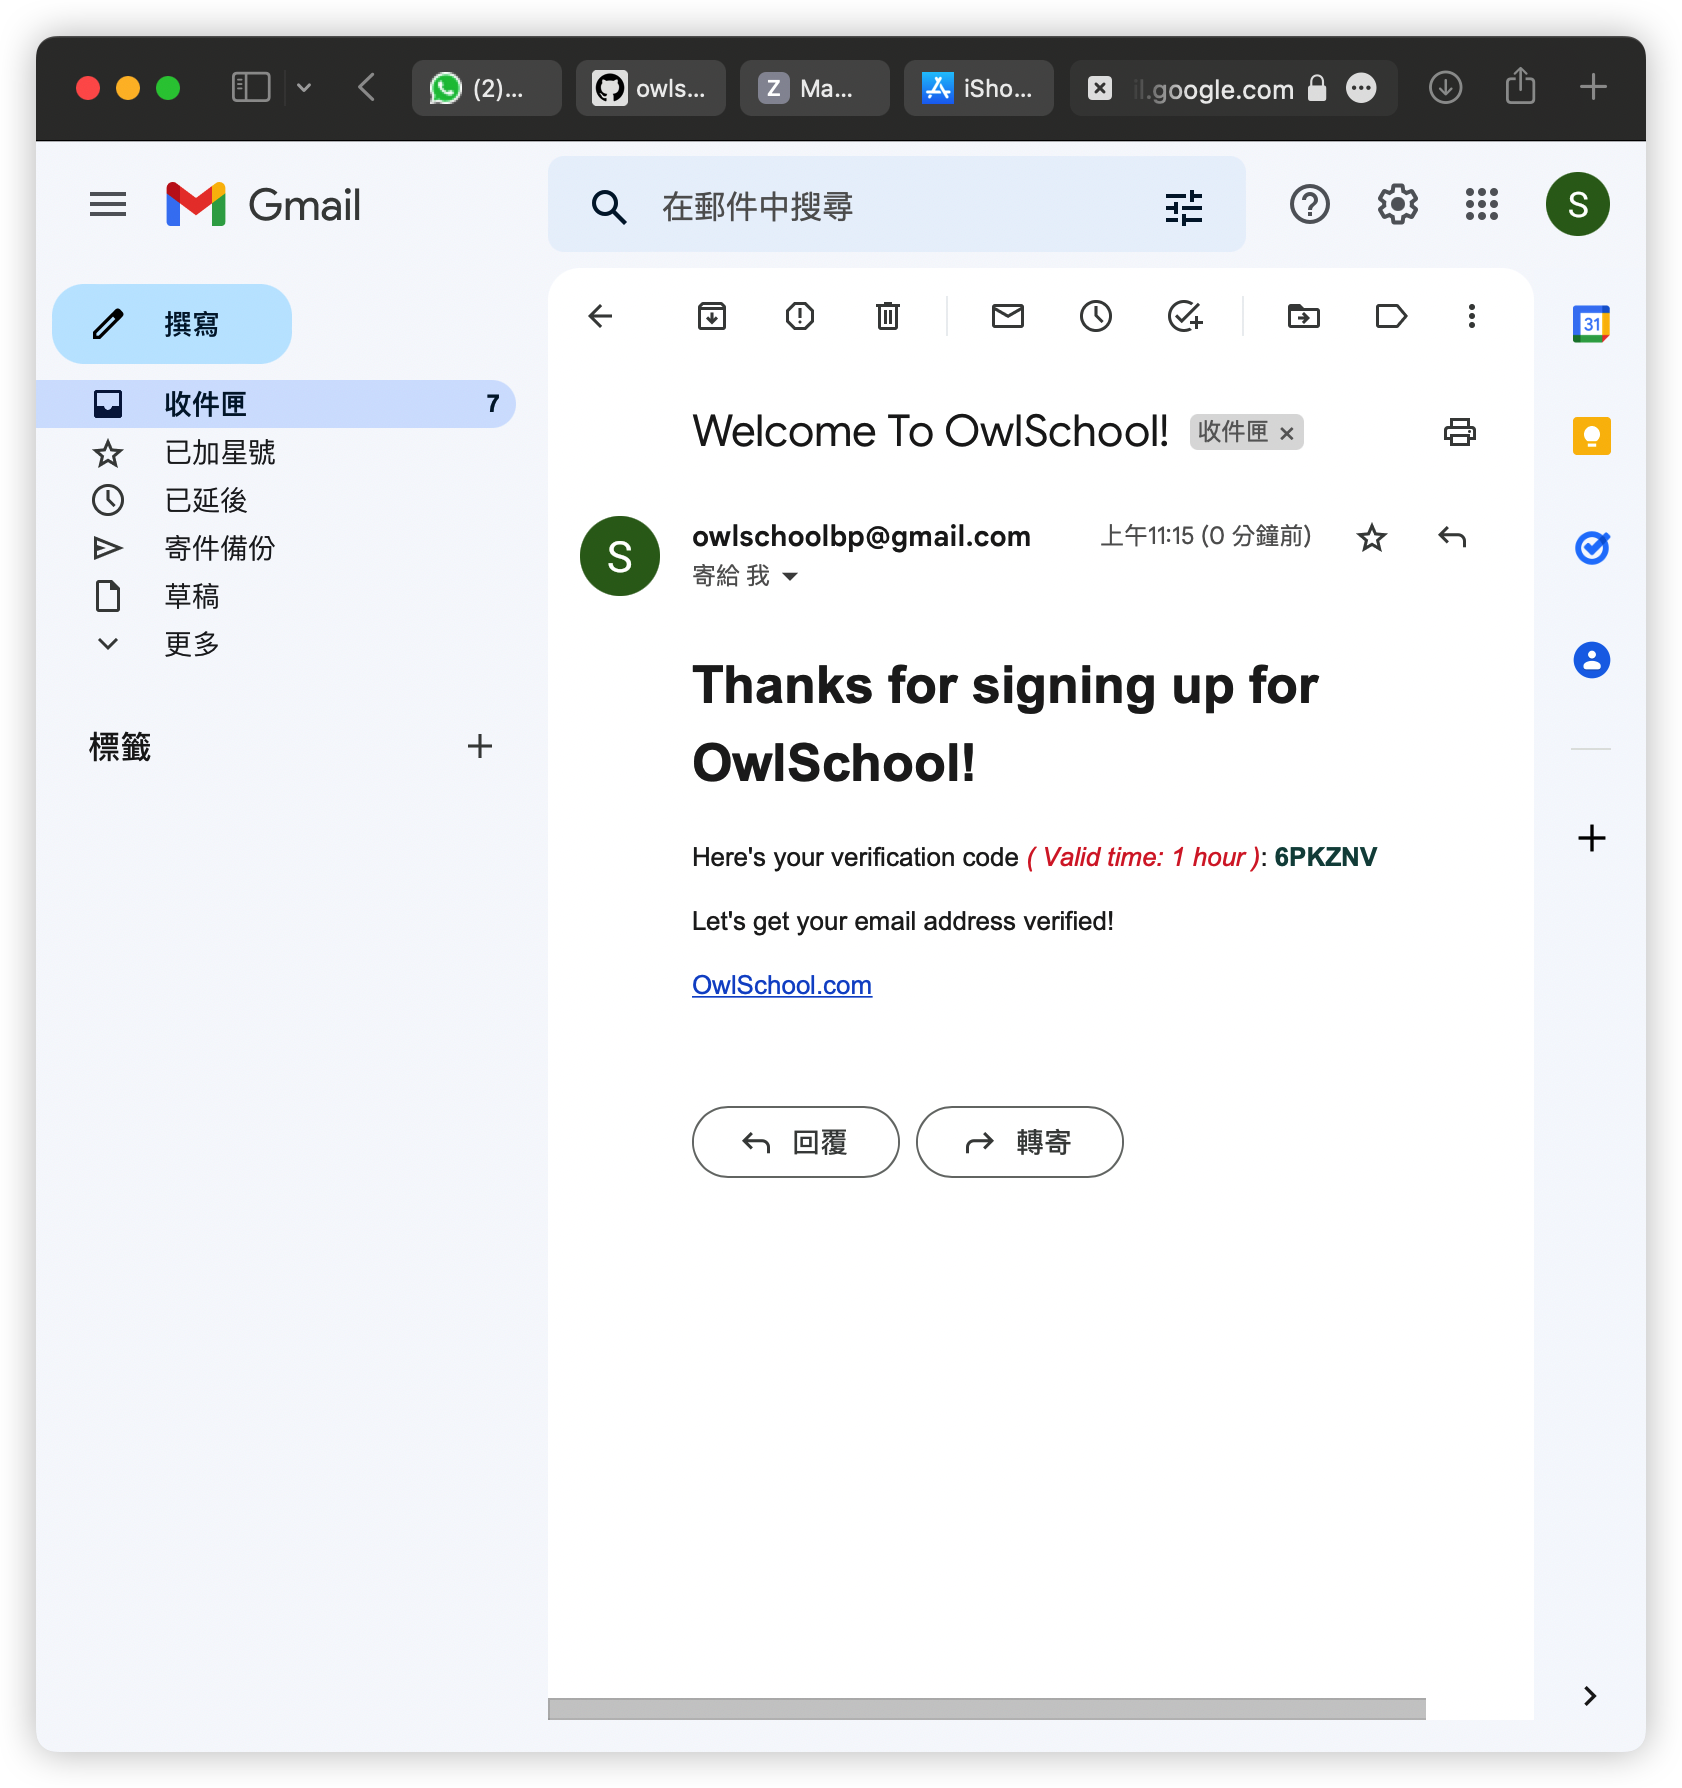 (2)...
owls...
Z
Ma...
iSho...
il.google.com
Gmail
在郵件中搜尋
S
撰寫
收件匣 7
已加星號
已延後
寄件備份
草稿
更多
標籤
31
Welcome To OwlSchool! 收件匣 ×
S
owlschoolbp@gmail.com 上午11:15 (0 分鐘前)
寄給 我
Thanks for signing up for
OwlSchool!
Here's your verification code ( Valid time: 1 hour ): 6PKZNV
Let's get your email address verified!
OwlSchool.com
回覆
轉寄